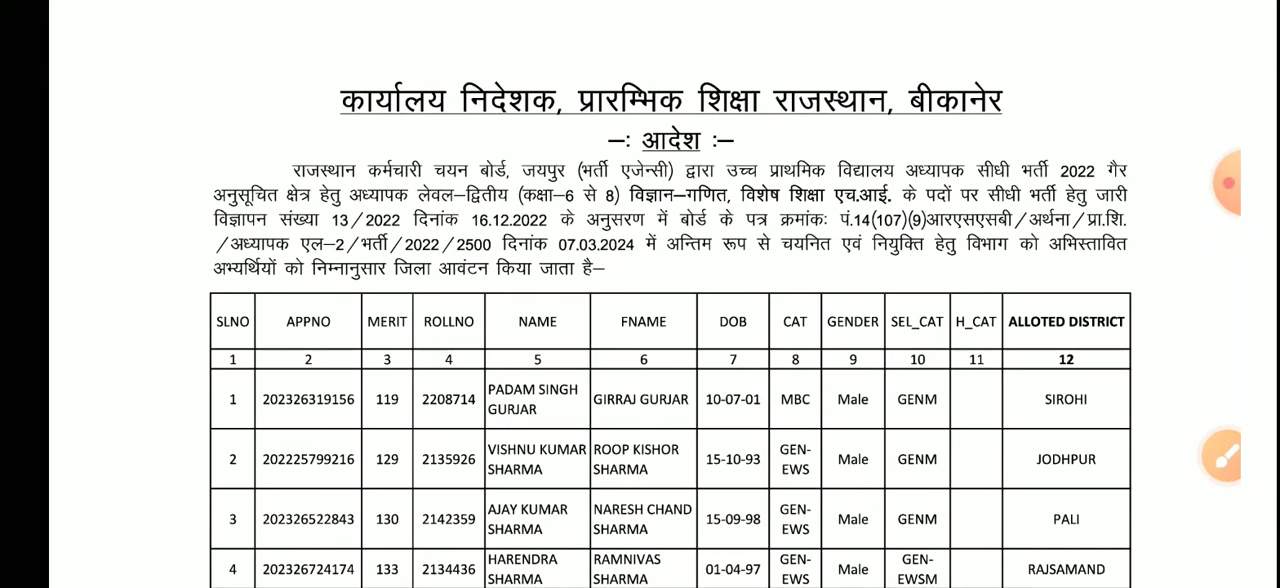 कार्यालय निदेशक, प्रारम्भिक शिक्षा राजस्थान, बीकानेर
–: आदेश :–
राजस्थान कर्मचारी चयन बोर्ड, जयपुर (भर्ती एजेन्सी) द्वारा उच्च प्राथमिक विद्यालय अध्यापक सीधी भर्ती 2022 गैर
अनुसूचित क्षेत्र हेतु अध्यापक लेवल–द्वितीय (कक्षा–6 से 8) विज्ञान–गणित, विशेष शिक्षा एच.आई. के पदों पर सीधी भर्ती हेतु जारी
विज्ञापन संख्या 13/2022 दिनांक 16.12.2022 के अनुसरण में बोर्ड के पत्र क्रमांकः पं.14(107)(9)आरएसएसबी/अर्थना/प्रा.शि.
/अध्यापक एल–2/भर्ती/2022/2500 दिनांक 07.03.2024 में अन्तिम रूप से चयनित एवं नियुक्ति हेतु विभाग को अभिस्तावित
अभ्यर्थियों को निम्नानुसार जिला आवंटन किया जाता है–
SLNO APPNO MERIT ROLLNO NAME FNAME DOB CAT GENDER SEL_CAT H_CAT ALLOTED DISTRICT
1 2 3 4 5 6 7 8 9 10 11 12
1 202326319156 119 2208714 PADAM SINGH GURJAR GIRRAJ GURJAR 10-07-01 MBC Male GENM SIROHI
2 202225799216 129 2135926 VISHNU KUMAR SHARMA ROOP KISHOR SHARMA 15-10-93 GEN-EWS Male GENM JODHPUR
3 202326522843 130 2142359 AJAY KUMAR SHARMA NARESH CHAND SHARMA 15-09-98 GEN-EWS Male GENM PALI
4 202326724174 133 2134436 HARENDRA SHARMA RAMNIVAS SHARMA 01-04-97 GEN-EWS Male GEN-EWSM RAJSAMAND